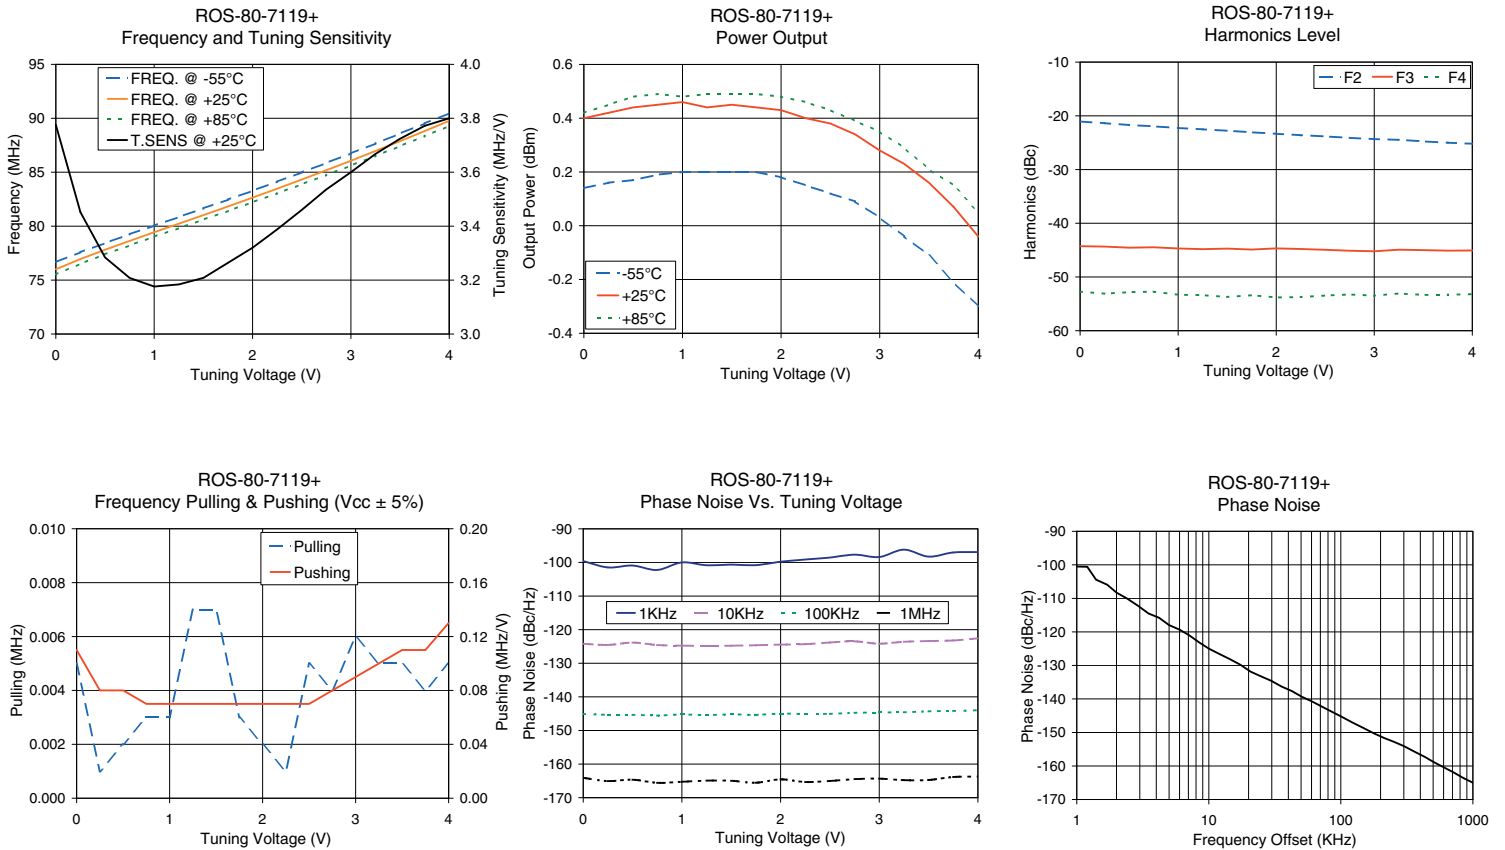 ROS-80-7119+
Frequency and Tuning Sensitivity
95
90
85
80
75
70
Frequency (MHz)
FREQ. @ -55°C
FREQ. @ +25°C
FREQ. @ +85°C
T.SENS @ +25°C
4.0
3.8
3.6
3.4
3.2
3.0
Tuning Sensitivity (MHz/V)
0 1 2 3 4
Tuning Voltage (V)
ROS-80-7119+
Power Output
0.6
0.4
0.2
0.0
-0.2
-0.4
Output Power (dBm)
-55°C
+25°C
+85°C
0 1 2 3 4
Tuning Voltage (V)
ROS-80-7119+
Harmonics Level
-10
-20
-30
-40
-50
-60
Harmonics (dBc)
F2 F3 F4
0 1 2 3 4
Tuning Voltage (V)
ROS-80-7119+
Frequency Pulling & Pushing (Vcc ± 5%)
0.010
0.008
0.006
0.004
0.002
0.000
Pulling (MHz)
Pulling
Pushing
0.20
0.16
0.12
0.08
0.04
0.00
Pushing (MHz/V)
0 1 2 3 4
Tuning Voltage (V)
ROS-80-7119+
Phase Noise Vs. Tuning Voltage
-90
-100
-110
-120
-130
-140
-150
-160
-170
Phase Noise (dBc/Hz)
1KHz 10KHz 100KHz 1MHz
0 1 2 3 4
Tuning Voltage (V)
ROS-80-7119+
Phase Noise
-90
-100
-110
-120
-130
-140
-150
-160
-170
Phase Noise (dBc/Hz)
1 10 100 1000
Frequency Offset (KHz)